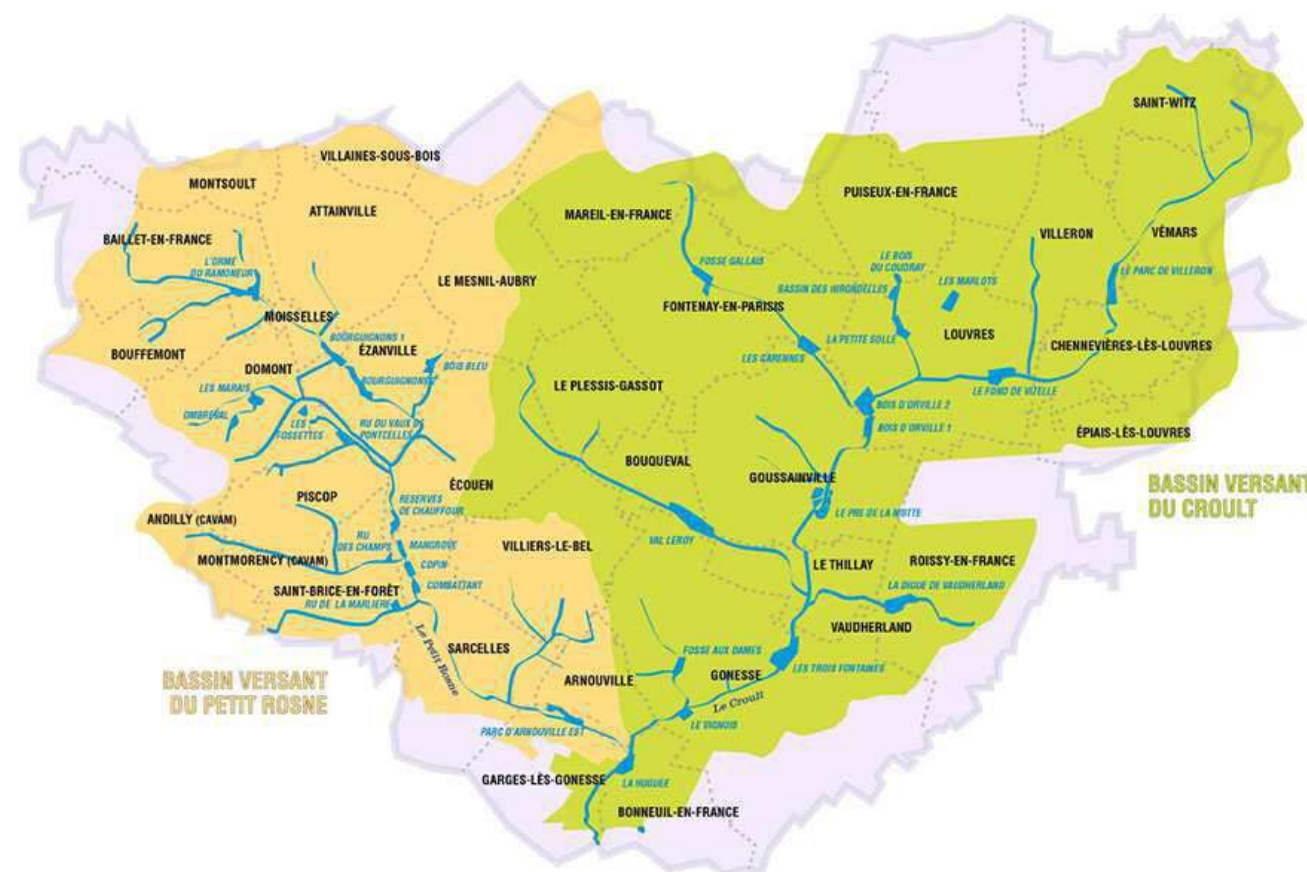 SAINT-WITZ
VILLAINES-SOUS-BOIS
MONTSOULT
PUISEUX-EN-FRANCE
ATTAINVILLE
MAREIL-EN-FRANCE
VILLERON
VÉMARS
BAILLET-EN-FRANCE
L'ORME
DU RAMONEUR
FOSSE GALLAIS
LE BOIS
DU COUDRAY
LE PARC DE VILLERON
LE MESNIL-AUBRY
BASSIN DES HIRONDELLES
LES MARLOTS
FONTENAY-EN-PARISIS
MOISSELLES
BOURGUIGNONS 1
LA PETITE SOLLE
LOUVRES
CHENNEVIÈRES-LÈS-LOUVRES
BOUFFEMONT
ÉZANVILLE
LES GARENNES
DOMONT
BOIS BLEU
BOURGUIGNONS 2
LES MARAIS
LE PLESSIS-GASSOT
LE FOND DE VIZELLE
BOIS D'ORVILLE 2
OMBREVAL
LES
FOSSETTES
RU DU VAUX DE
PONTCELLES
BOIS D'ORVILLE 1
ÉPIAIS-LÈS-LOUVRES
BOUQUEVAL
GOUSSAINVILLE
ÉCOUEN
BASSIN VERSANT
DU CROULT
PISCOP
RESERVES
DE CHAUFFOUR
LE PRE DE LA MOTTE
ANDILLY (CAVAM)
RU
DES CHAMPS
MANGROVE
VILLIERS-LE-BEL
VAL LEROY
MONTMORENCY (CAVAM)
COPIN
LE THILLAY
ROISSY-EN-FRANCE
COMBATTANT
LA DIGUE DE VAUDHERLAND
SAINT-BRICE-EN-FORÊT
RU DE LA MARLIERE
VAUDHERLAND
Le Petit Rosne
SARCELLES
FOSSE AUX DAMES
LES TROIS FONTAINES
BASSIN VERSANT
DU PETIT ROSNE
ARNOUVILLE
GONESSE
Le Croult
LE VIGNOIS
PARC D'ARNOUVILLE EST
GARGES-LÈS-GONESSE
LA HUGUEE
BONNEUIL-EN-FRANCE